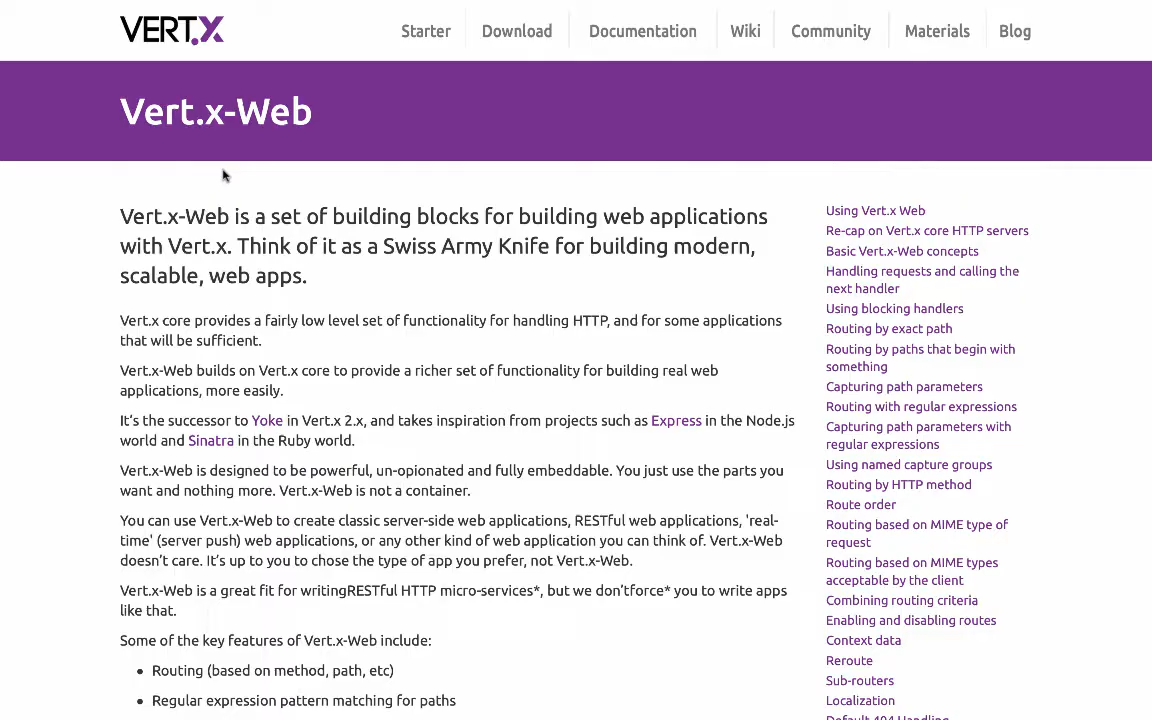 VERT.X
Starter
Download
Documentation
Wiki
Community
Materials
Blog
Vert.x-Web
Vert.x-Web is a set of building blocks for building web applications
with Vert.x. Think of it as a Swiss Army Knife for building modern,
scalable, web apps.
Vert.x core provides a fairly low level set of functionality for handling HTTP, and for some applications
that will be sufficient.
Vert.x-Web builds on Vert.x core to provide a richer set of functionality for building real web
applications, more easily.
It’s the successor to Yoke in Vert.x 2.x, and takes inspiration from projects such as Express in the Node.js
world and Sinatra in the Ruby world.
Vert.x-Web is designed to be powerful, un-opionated and fully embeddable. You just use the parts you
want and nothing more. Vert.x-Web is not a container.
You can use Vert.x-Web to create classic server-side web applications, RESTful web applications, 'real-
time' (server push) web applications, or any other kind of web application you can think of. Vert.x-Web
doesn’t care. It’s up to you to chose the type of app you prefer, not Vert.x-Web.
Vert.x-Web is a great fit for writingRESTful HTTP micro-services*, but we don’tforce* you to write apps
like that.
Some of the key features of Vert.x-Web include:
• Routing (based on method, path, etc)
• Regular expression pattern matching for paths
Using Vert.x Web
Re-cap on Vert.x core HTTP servers
Basic Vert.x-Web concepts
Handling requests and calling the
next handler
Using blocking handlers
Routing by exact path
Routing by paths that begin with
something
Capturing path parameters
Routing with regular expressions
Capturing path parameters with
regular expressions
Using named capture groups
Routing by HTTP method
Route order
Routing based on MIME type of
request
Routing based on MIME types
acceptable by the client
Combining routing criteria
Enabling and disabling routes
Context data
Reroute
Sub-routers
Localization
Default 404 Handling